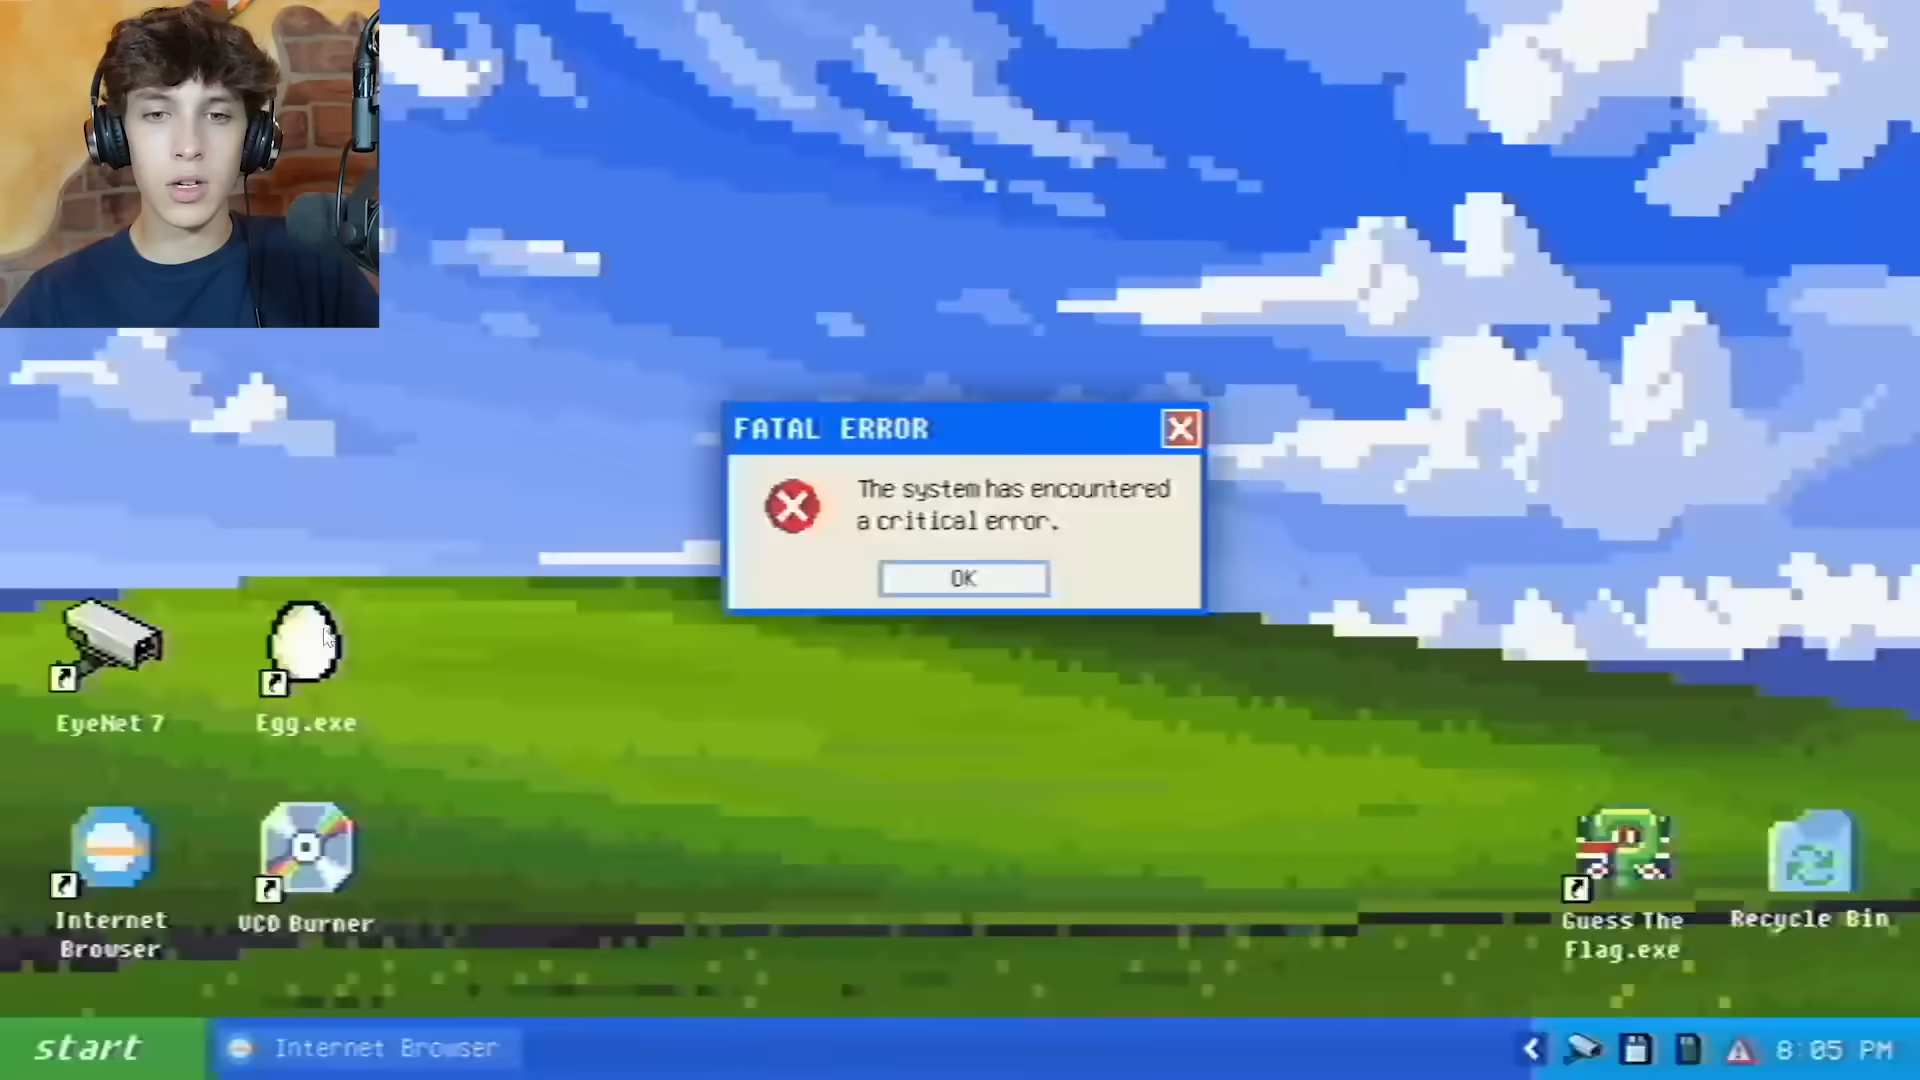 FATAL ERROR
The system has encountered
a critical error.
OK
EyeNet 7
Egg.exe
Internet
Browser
VCD Burner
Guess The
Flag.exe
Recycle Bin
start
Internet Browser
8:05 PM